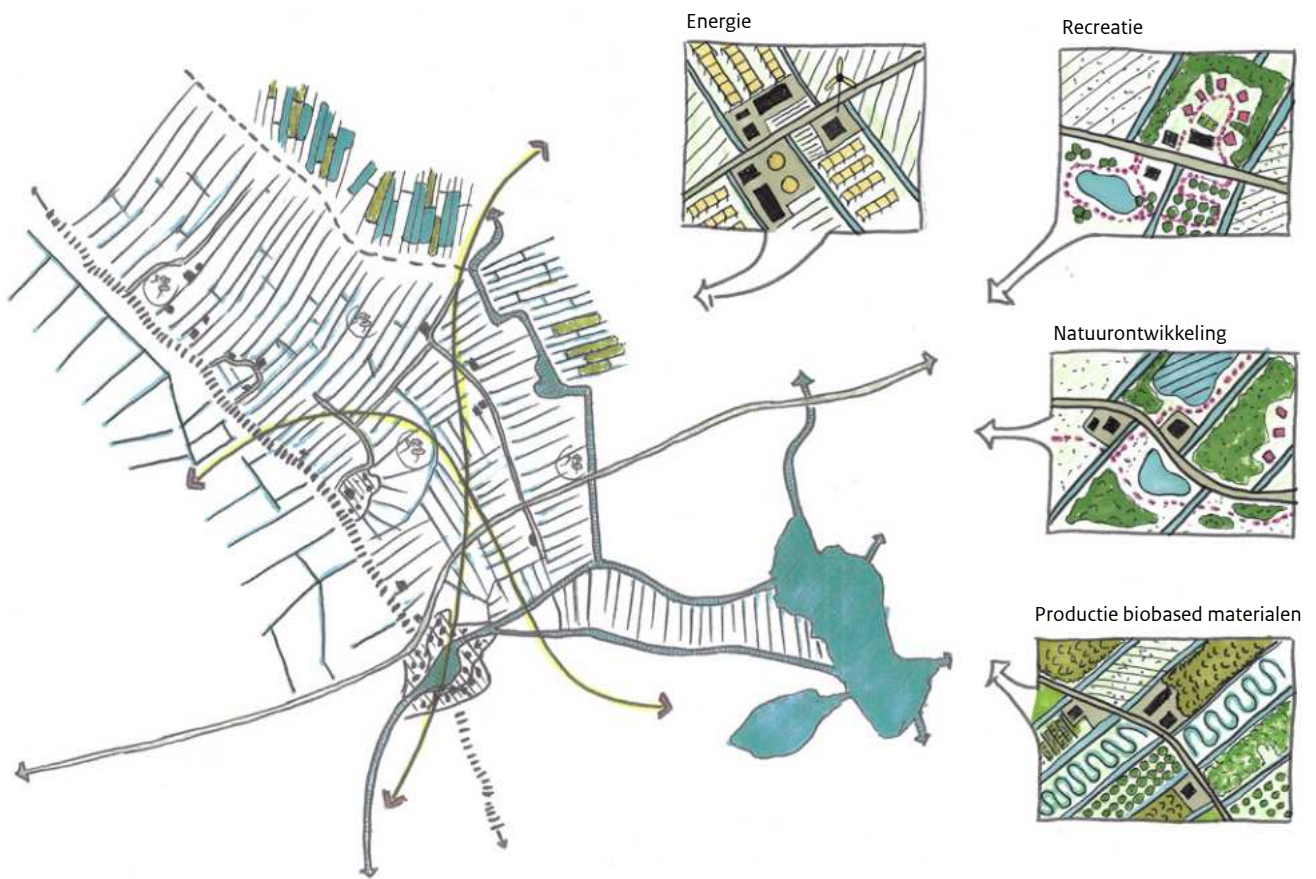 Energie
Recreatie
Natuurontwikkeling
Productie biobased materialen